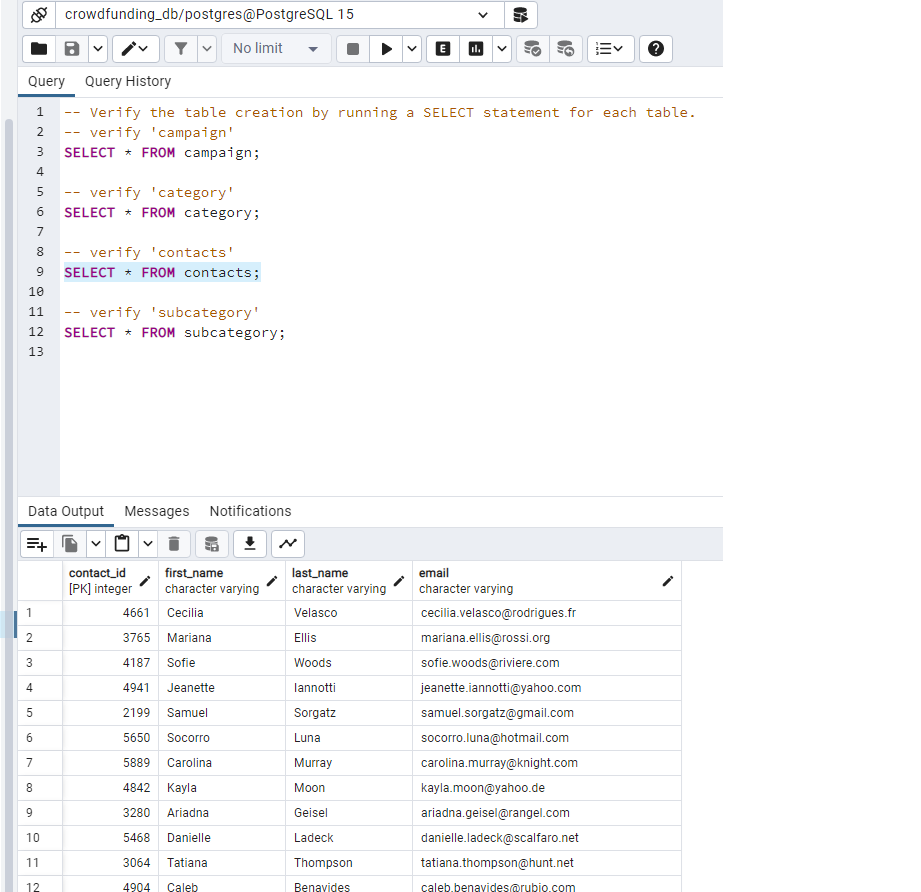 crowdfunding_db/postgres@PostgreSQL 15
No limit
E
Query Query History
1 -- Verify the table creation by running a SELECT statement for each table.
2 -- verify 'campaign'
3 SELECT * FROM campaign;
4
5 -- verify 'category'
6 SELECT * FROM category;
7
8 -- verify 'contacts'
9 SELECT * FROM contacts;
10
11 -- verify 'subcategory'
12 SELECT * FROM subcategory;
13
Data Output Messages Notifications
contact_id first_name last_name email
[PK] integer character varying character varying character varying
1 4661 Cecilia Velasco cecilia.velasco@rodrigues.fr
2 3765 Mariana Ellis mariana.ellis@rossi.org
3 4187 Sofie Woods sofie.woods@riviere.com
4 4941 Jeanette Iannotti jeanette.iannotti@yahoo.com
5 2199 Samuel Sorgatz samuel.sorgatz@gmail.com
6 5650 Socorro Luna socorro.luna@hotmail.com
7 5889 Carolina Murray carolina.murray@knight.com
8 4842 Kayla Moon kayla.moon@yahoo.de
9 3280 Ariadna Geisel ariadna.geisel@rangel.com
10 5468 Danielle Ladeck danielle.ladeck@scalfaro.net
11 3064 Tatiana Thompson tatiana.thompson@hunt.net
12 4904 Caleb Benavides caleb.benavides@rubio.com